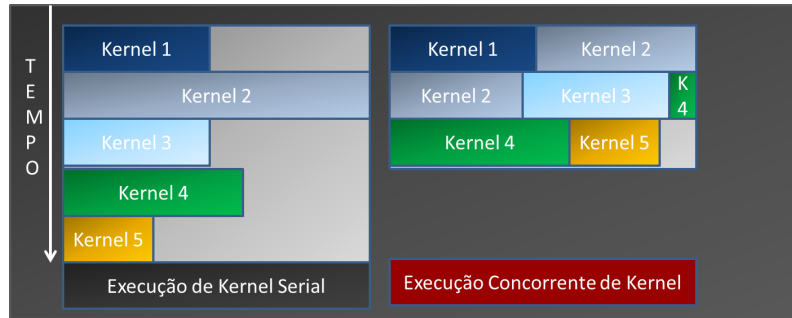 TEMPO
Kernel 1
Kernel 2
Kernel 3
Kernel 4
Kernel 5
Execução de Kernel Serial
Kernel 1 Kernel 2
Kernel 2 Kernel 3 K 4
Kernel 4 Kernel 5
Execução Concorrente de Kernel